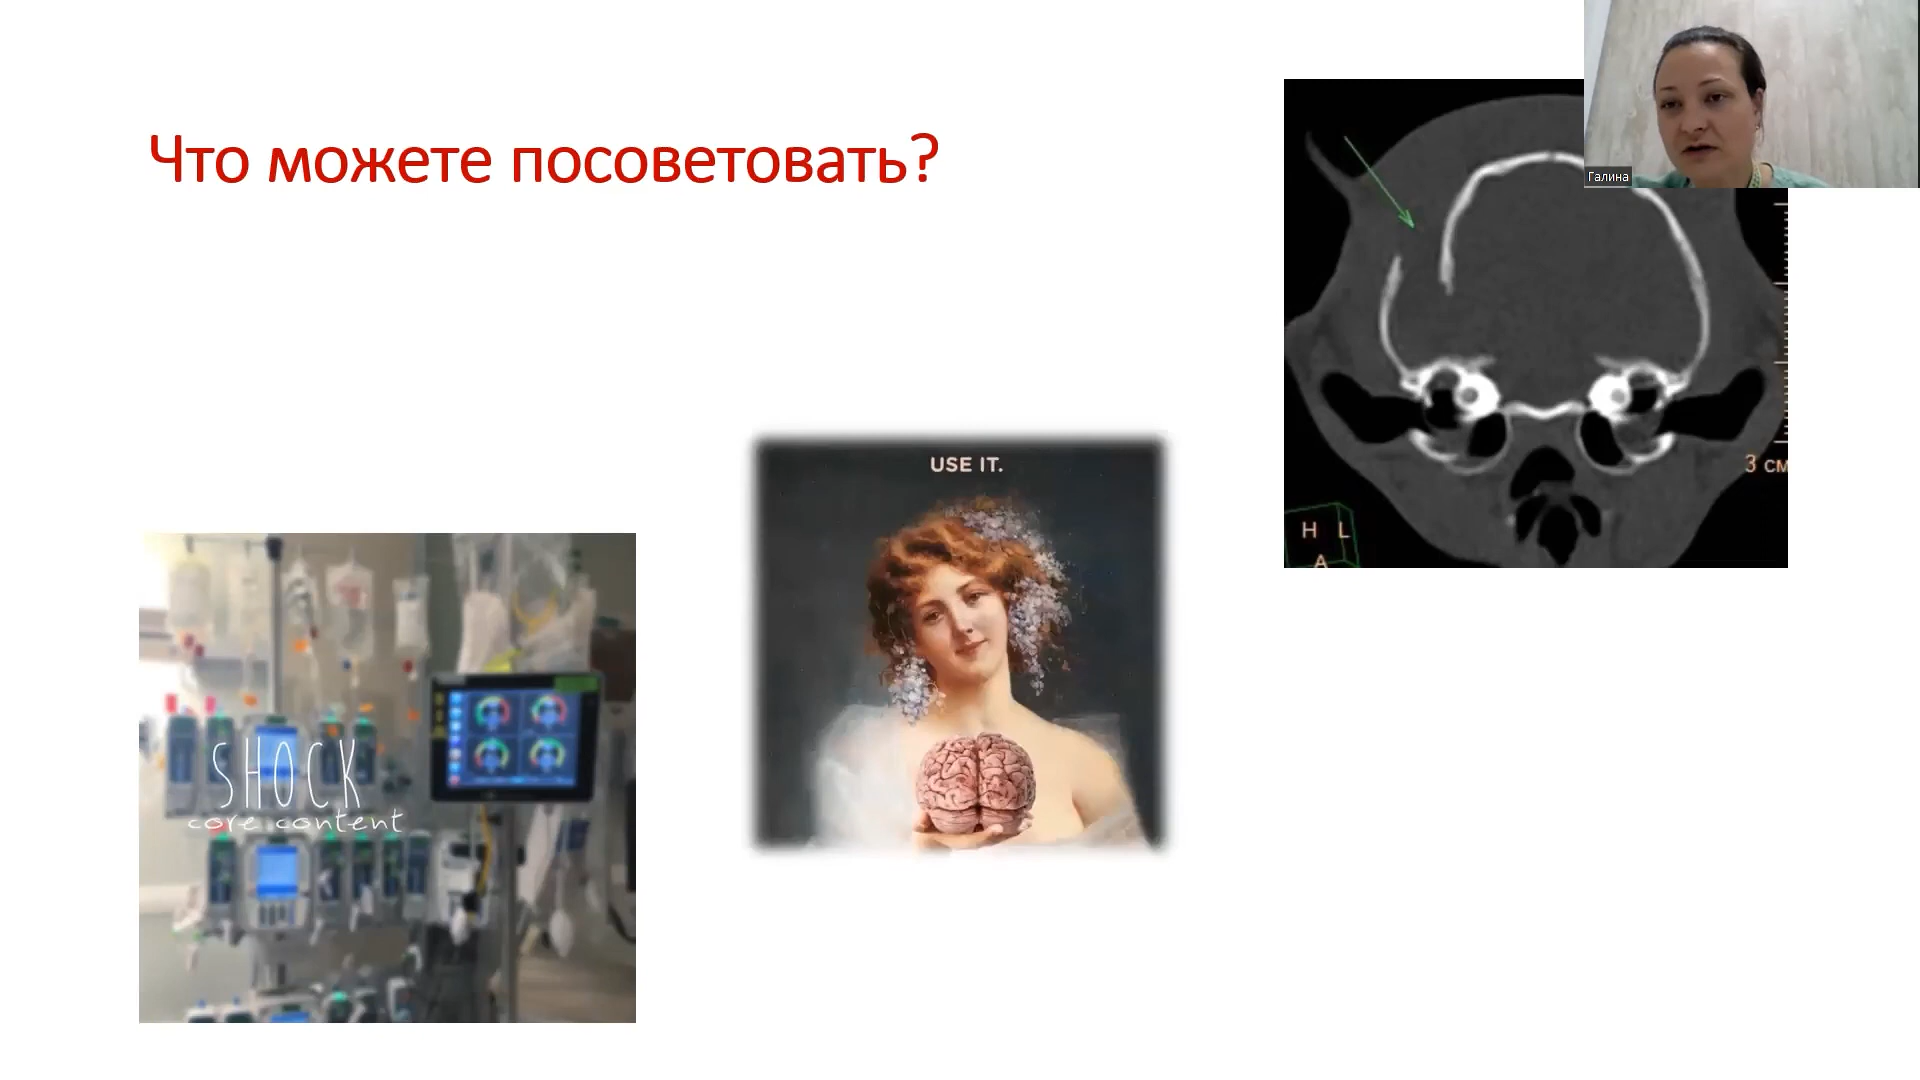 Что можете посоветовать?
Галина
3 см
H L
A
USE IT.
SHOCK
core content